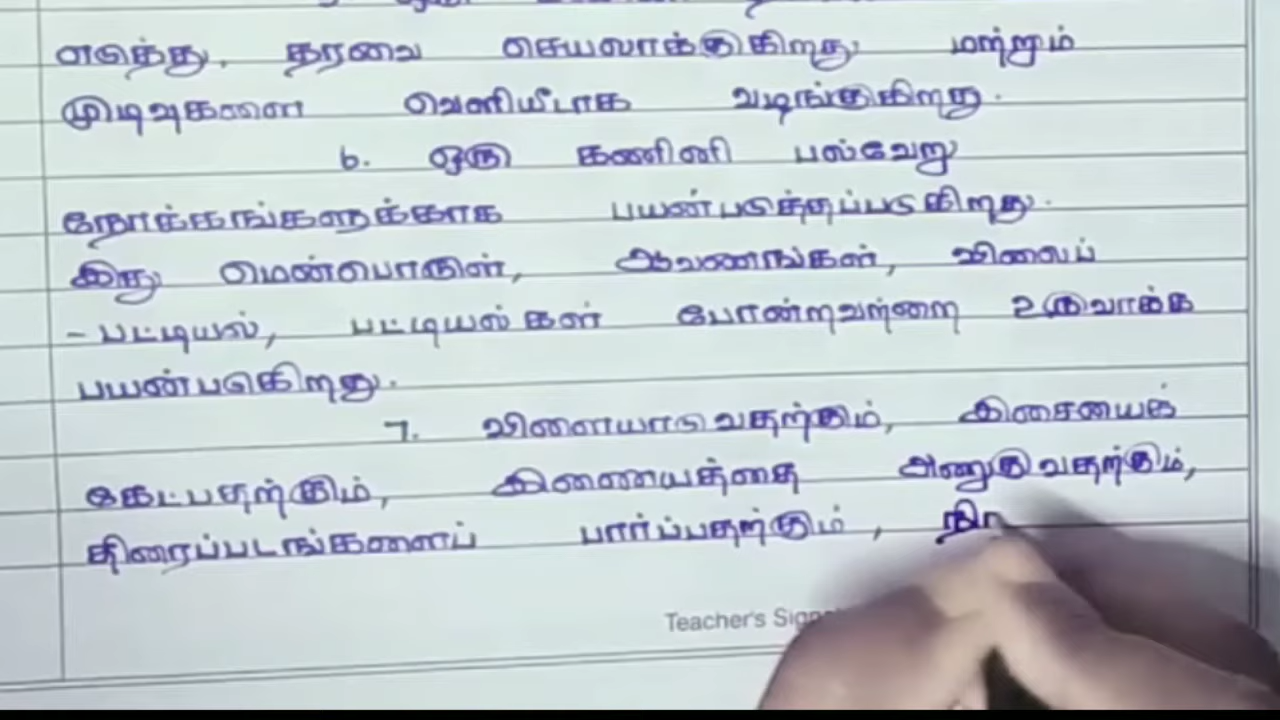 எடுத்து, தரவை செயலாக்குகிறது மற்றும்
முடிவுகளை வெளியீடாக வழங்குகிறது.
6. ஒரு கணினி பல்வேறு
நோக்கங்களுக்காக பயன்படுத்தப்படுகிறது.
இது மென்பொருள், ஆவணங்கள், விலைப்
-பட்டியல், பட்டியல்கள் போன்றவற்றை உருவாக்க
பயன்படுகிறது.
7. விளையாடுவதற்கும், இசையைக்
கேட்பதற்கும், இணையத்தை அணுகுவதற்கும்,
திரைப்படங்களைப் பார்ப்பதற்கும்,
Teacher's